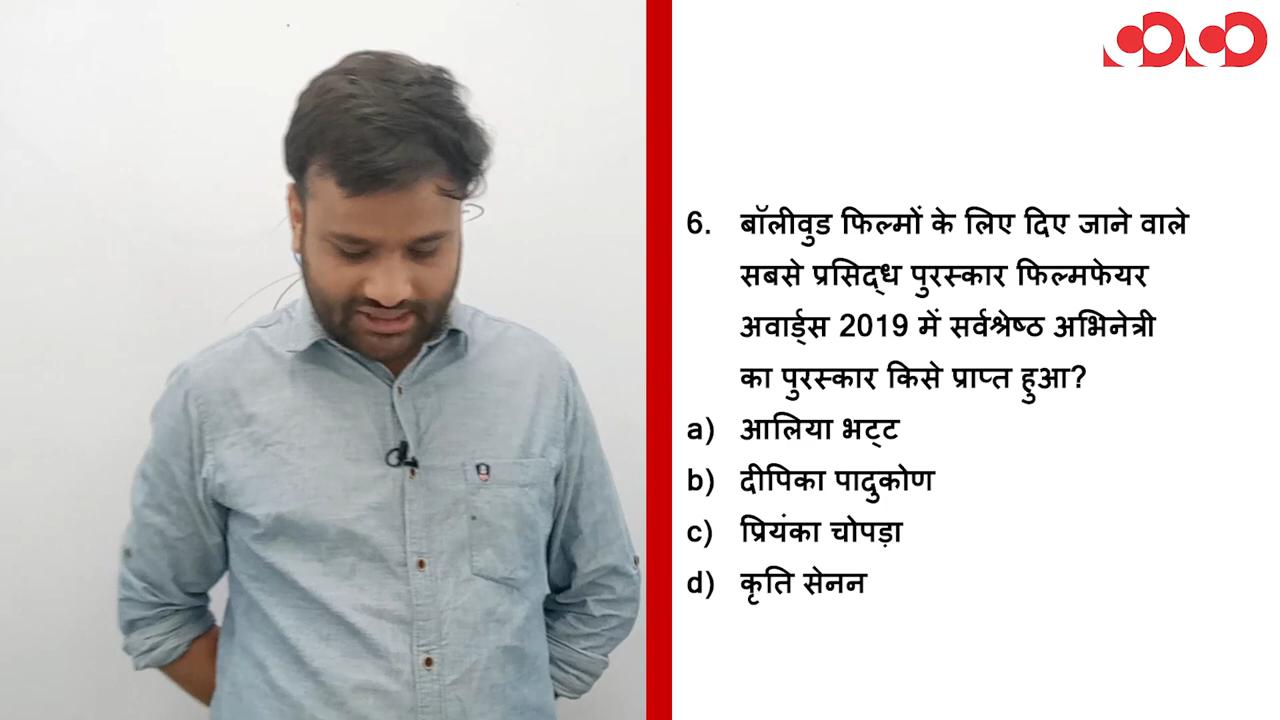 6. बॉलीवुड फिल्मों के लिए दिए जाने वाले
सबसे प्रसिद्ध पुरस्कार फिल्मफेयर
अवार्ड्स 2019 में सर्वश्रेष्ठ अभिनेत्री
का पुरस्कार किसे प्राप्त हुआ?
a) आलिया भट्ट
b) दीपिका पादुकोण
c) प्रियंका चोपड़ा
d) कृति सेनन